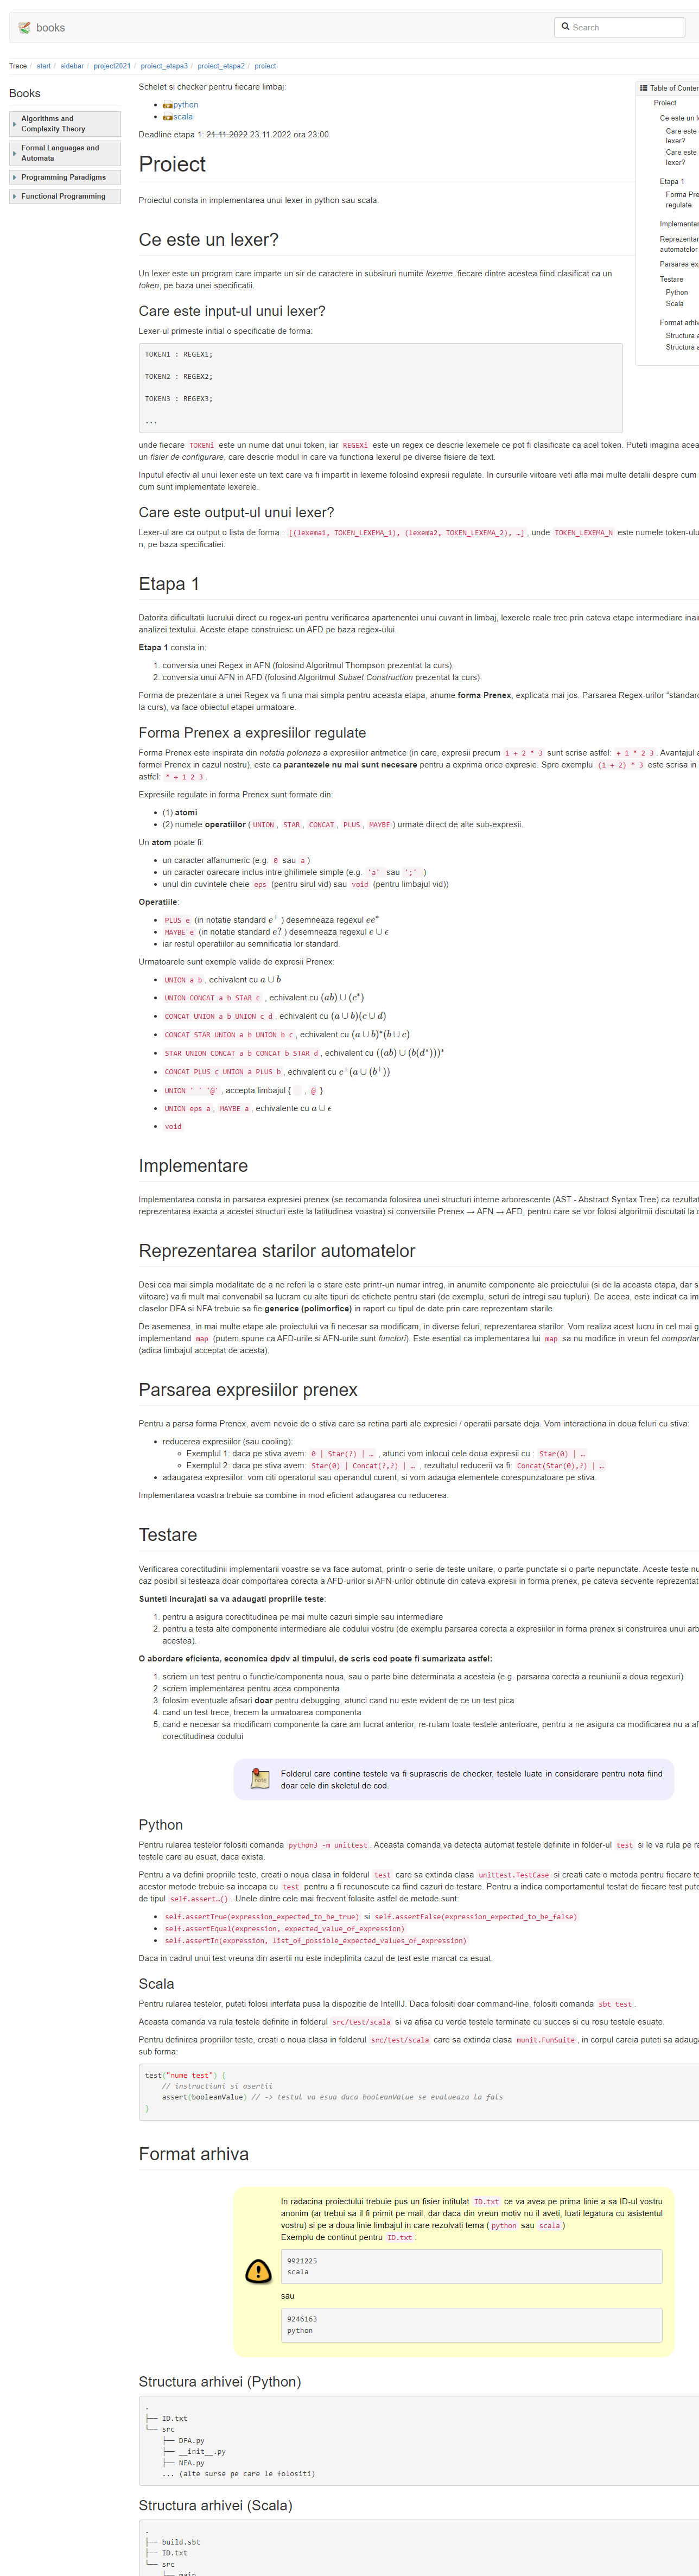 books
Search
Trace / start / sidebar / project2021 / proiect_etapa3 / proiect_etapa2 / proiect
Books
Algorithms and
Complexity Theory
Formal Languages and
Automata
Programming Paradigms
Functional Programming
Table of Conten
Proiect
Ce este un l
Care este
lexer?
Care este
lexer?
Etapa 1
Forma Pre
regulate
Implementar
Reprezentar
automatelor
Parsarea ex
Testare
Python
Scala
Format arhiv
Structura a
Structura a
Schelet si checker pentru fiecare limbaj:
python
scala
Deadline etapa 1: 21.11.2022 23.11.2022 ora 23:00
Proiect
Proiectul consta in implementarea unui lexer in python sau scala.
Ce este un lexer?
Un lexer este un program care imparte un sir de caractere in subsiruri numite lexeme, fiecare dintre acestea fiind clasificat ca un
token, pe baza unei specificatii.
Care este input-ul unui lexer?
Lexer-ul primeste initial o specificatie de forma:
TOKEN1 : REGEX1;
TOKEN2 : REGEX2;
TOKEN3 : REGEX3;
...
unde fiecare TOKENi este un nume dat unui token, iar REGEXi este un regex ce descrie lexemele ce pot fi clasificate ca acel token. Puteti imagina acea
un fisier de configurare, care descrie modul in care va functiona lexerul pe diverse fisiere de text.
Inputul efectiv al unui lexer este un text care va fi impartit in lexeme folosind expresii regulate. In cursurile viitoare veti afla mai multe detalii despre cum
cum sunt implementate lexerele.
Care este output-ul unui lexer?
Lexer-ul are ca output o lista de forma : [(lexema1, TOKEN_LEXEMA_1), (lexema2, TOKEN_LEXEMA_2), …], unde TOKEN_LEXEMA_N este numele token-ulu
n, pe baza specificatiei.
Etapa 1
Datorita dificultatii lucrului direct cu regex-uri pentru verificarea apartenentei unui cuvant in limbaj, lexerele reale trec prin cateva etape intermediare inai
analizei textului. Aceste etape construiesc un AFD pe baza regex-ului.
Etapa 1 consta in:
1. conversia unei Regex in AFN (folosind Algoritmul Thompson prezentat la curs),
2. conversia unui AFN in AFD (folosind Algoritmul Subset Construction prezentat la curs).
Forma de prezentare a unei Regex va fi una mai simpla pentru aceasta etapa, anume forma Prenex, explicata mai jos. Parsarea Regex-urilor “standard
la curs), va face obiectul etapei urmatoare.
Forma Prenex a expresiilor regulate
Forma Prenex este inspirata din notatia poloneza a expresiilor aritmetice (in care, expresii precum 1 + 2 * 3 sunt scrise astfel: + 1 * 2 3. Avantajul a
formei Prenex in cazul nostru), este ca parantezele nu mai sunt necesare pentru a exprima orice expresie. Spre exemplu (1 + 2) * 3 este scrisa in
astfel: * + 1 2 3.
Expresiile regulate in forma Prenex sunt formate din:
(1) atomi
(2) numele operatiilor (UNION, STAR, CONCAT, PLUS, MAYBE) urmate direct de alte sub-expresii.
Un atom poate fi:
un caracter alfanumeric (e.g. 0 sau a)
un caracter oarecare inclus intre ghilimele simple (e.g. 'a' sau ';' )
unul din cuvintele cheie eps (pentru sirul vid) sau void (pentru limbajul vid))
Operatiile:
PLUS e (in notatie standard e⁺ ) desemneaza regexul ee*
MAYBE e (in notatie standard e? ) desemneaza regexul e ∪ ϵ
iar restul operatiilor au semnificatia lor standard.
Urmatoarele sunt exemple valide de expresii Prenex:
UNION a b, echivalent cu a ∪ b
UNION CONCAT a b STAR c , echivalent cu (ab) ∪ (c*)
CONCAT UNION a b UNION c d, echivalent cu (a ∪ b)(c ∪ d)
CONCAT STAR UNION a b UNION b c, echivalent cu (a ∪ b)*(b ∪ c)
STAR UNION CONCAT a b CONCAT b STAR d, echivalent cu ((ab) ∪ (b(d*)))*
CONCAT PLUS c UNION a PLUS b, echivalent cu c⁺(a ∪ (b⁺))
UNION ' ' '@', accepta limbajul { , @ }
UNION eps a, MAYBE a, echivalente cu a ∪ ϵ
void
Implementare
Implementarea consta in parsarea expresiei prenex (se recomanda folosirea unei structuri interne arborescente (AST - Abstract Syntax Tree) ca rezultat
reprezentarea exacta a acestei structuri este la latitudinea voastra) si conversiile Prenex → AFN → AFD, pentru care se vor folosi algoritmii discutati la c
Reprezentarea starilor automatelor
Desi cea mai simpla modalitate de a ne referi la o stare este printr-un numar intreg, in anumite componente ale proiectului (si de la aceasta etapa, dar s
viitoare) va fi mult mai convenabil sa lucram cu alte tipuri de etichete pentru stari (de exemplu, seturi de intregi sau tupluri). De aceea, este indicat ca im
claselor DFA si NFA trebuie sa fie generice (polimorfice) in raport cu tipul de date prin care reprezentam starile.
De asemenea, in mai multe etape ale proiectului va fi necesar sa modificam, in diverse feluri, reprezentarea starilor. Vom realiza acest lucru in cel mai g
implementand map (putem spune ca AFD-urile si AFN-urile sunt functori). Este esential ca implementarea lui map sa nu modifice in vreun fel comportar
(adica limbajul acceptat de acesta).
Parsarea expresiilor prenex
Pentru a parsa forma Prenex, avem nevoie de o stiva care sa retina parti ale expresiei / operatii parsate deja. Vom interactiona in doua feluri cu stiva:
reducerea expresiilor (sau cooling):
Exemplul 1: daca pe stiva avem: 0 | Star(?) | … , atunci vom inlocui cele doua expresii cu : Star(0) | …
Exemplul 2: daca pe stiva avem: Star(0) | Concat(?,?) | … , rezultatul reducerii va fi: Concat(Star(0),?) | …
adaugarea expresiilor: vom citi operatorul sau operandul curent, si vom adauga elementele corespunzatoare pe stiva.
Implementarea voastra trebuie sa combine in mod eficient adaugarea cu reducerea.
Testare
Verificarea corectitudinii implementarii voastre se va face automat, printr-o serie de teste unitare, o parte punctate si o parte nepunctate. Aceste teste nu
caz posibil si testeaza doar comportarea corecta a AFD-urilor si AFN-urilor obtinute din cateva expresii in forma prenex, pe cateva secvente reprezentat
Sunteti incurajati sa va adaugati propriile teste:
1. pentru a asigura corectitudinea pe mai multe cazuri simple sau intermediare
2. pentru a testa alte componente intermediare ale codului vostru (de exemplu parsarea corecta a expresiilor in forma prenex si construirea unui arb
acestea).
O abordare eficienta, economica dpdv al timpului, de scris cod poate fi sumarizata astfel:
1. scriem un test pentru o functie/componenta noua, sau o parte bine determinata a acesteia (e.g. parsarea corecta a reuniunii a doua regexuri)
2. scriem implementarea pentru acea componenta
3. folosim eventuale afisari doar pentru debugging, atunci cand nu este evident de ce un test pica
4. cand un test trece, trecem la urmatoarea componenta
5. cand e necesar sa modificam componente la care am lucrat anterior, re-rulam toate testele anterioare, pentru a ne asigura ca modificarea nu a af
corectitudinea codului
Folderul care contine testele va fi suprascris de checker, testele luate in considerare pentru nota fiind
doar cele din skeletul de cod.
Python
Pentru rularea testelor folositi comanda python3 -m unittest. Aceasta comanda va detecta automat testele definite in folder-ul test si le va rula pe ra
testele care au esuat, daca exista.
Pentru a va defini propriile teste, creati o noua clasa in folderul test care sa extinda clasa unittest.TestCase si creati cate o metoda pentru fiecare te
acestor metode trebuie sa inceapa cu test pentru a fi recunoscute ca fiind cazuri de testare. Pentru a indica comportamentul testat de fiecare test pute
de tipul self.assert…(). Unele dintre cele mai frecvent folosite astfel de metode sunt:
self.assertTrue(expression_expected_to_be_true) si self.assertFalse(expression_expected_to_be_false)
self.assertEqual(expression, expected_value_of_expression)
self.assertIn(expression, list_of_possible_expected_values_of_expression)
Daca in cadrul unui test vreuna din asertii nu este indeplinita cazul de test este marcat ca esuat.
Scala
Pentru rularea testelor, puteti folosi interfata pusa la dispozitie de IntellIJ. Daca folositi doar command-line, folositi comanda sbt test.
Aceasta comanda va rula testele definite in folderul src/test/scala si va afisa cu verde testele terminate cu succes si cu rosu testele esuate.
Pentru definirea propriilor teste, creati o noua clasa in folderul src/test/scala care sa extinda clasa munit.FunSuite, in corpul careia puteti sa adaug
sub forma:
test("nume test") {
// instructiuni si asertii
assert(booleanValue) // -> testul va esua daca booleanValue se evalueaza la fals
}
Format arhiva
In radacina proiectului trebuie pus un fisier intitulat ID.txt ce va avea pe prima linie a sa ID-ul vostru
anonim (ar trebui sa il fi primit pe mail, dar daca din vreun motiv nu il aveti, luati legatura cu asistentul
vostru) si pe a doua linie limbajul in care rezolvati tema (python sau scala)
Exemplu de continut pentru ID.txt:
9921225
scala
sau
9246163
python
Structura arhivei (Python)
.
├── ID.txt
└── src
├── DFA.py
├── __init__.py
├── NFA.py
... (alte surse pe care le folositi)
Structura arhivei (Scala)
.
├── build.sbt
├── ID.txt
└── src
└── main